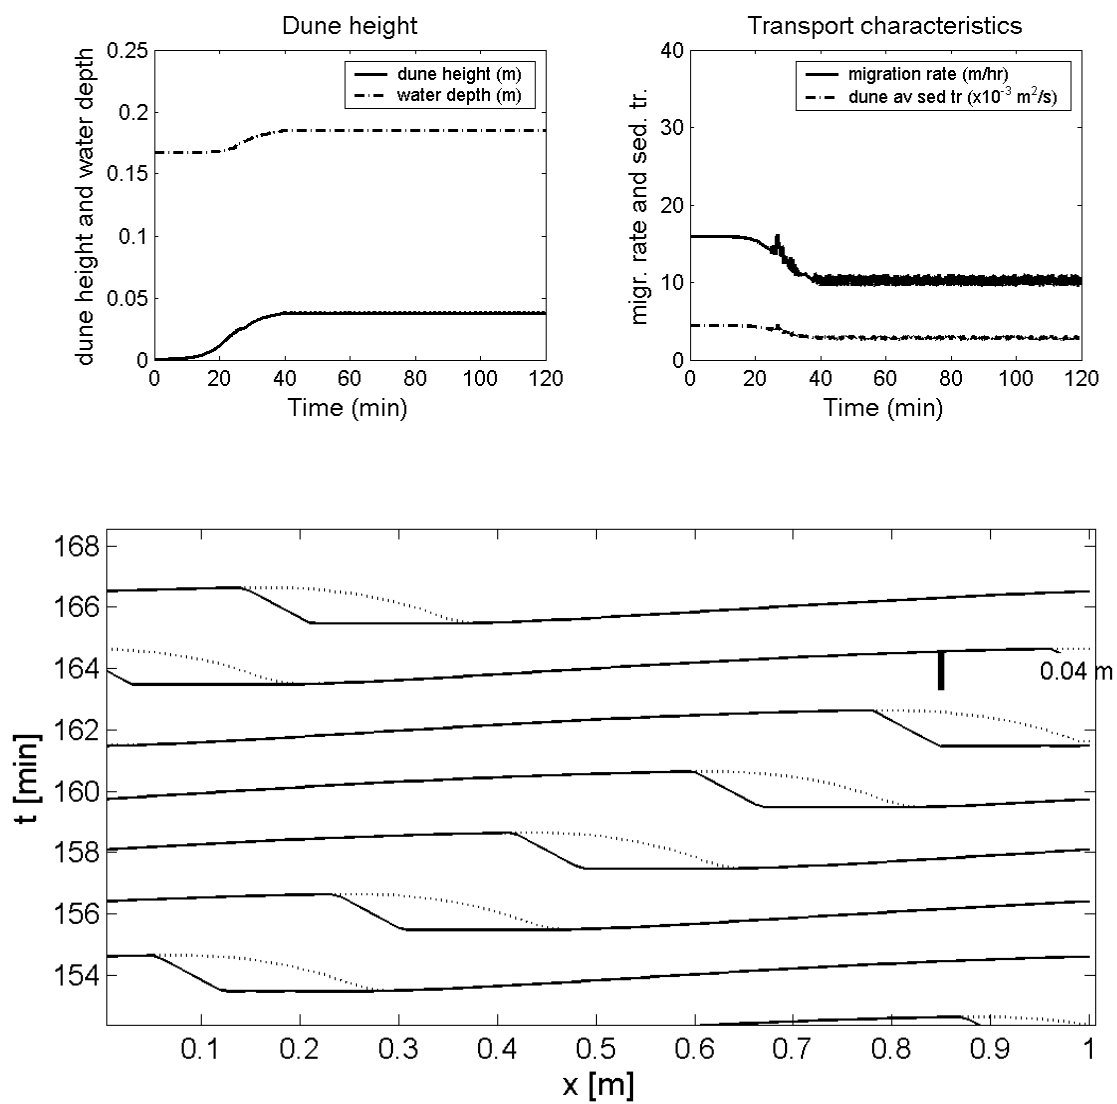 Dune height
dune height and water depth
0.25
0.2
0.15
0.1
0.05
0
dune height (m)
water depth (m)
0 20 40 60 80 100 120
Time (min)
Transport characteristics
migr. rate and sed. tr.
40
30
20
10
0
migration rate (m/hr)
dune av sed tr (x10⁻³ m²/s)
0 20 40 60 80 100 120
Time (min)
t [min]
168
166
164
162
160
158
156
154
0.04 m
0.1 0.2 0.3 0.4 0.5 0.6 0.7 0.8 0.9 1
x [m]